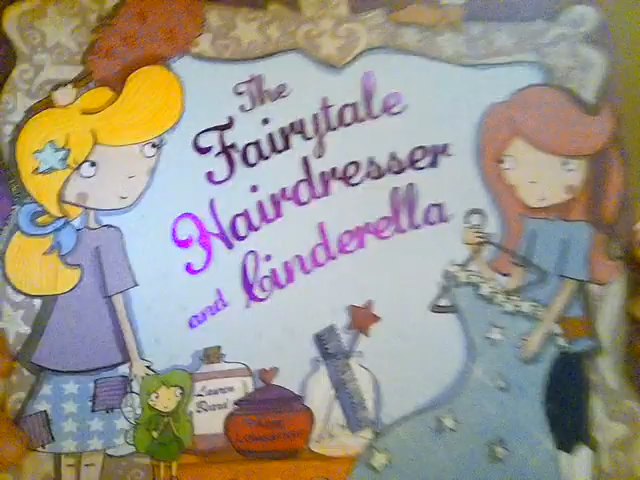 The
Fairytale
Hairdresser
and Cinderella
Lauren
Beard